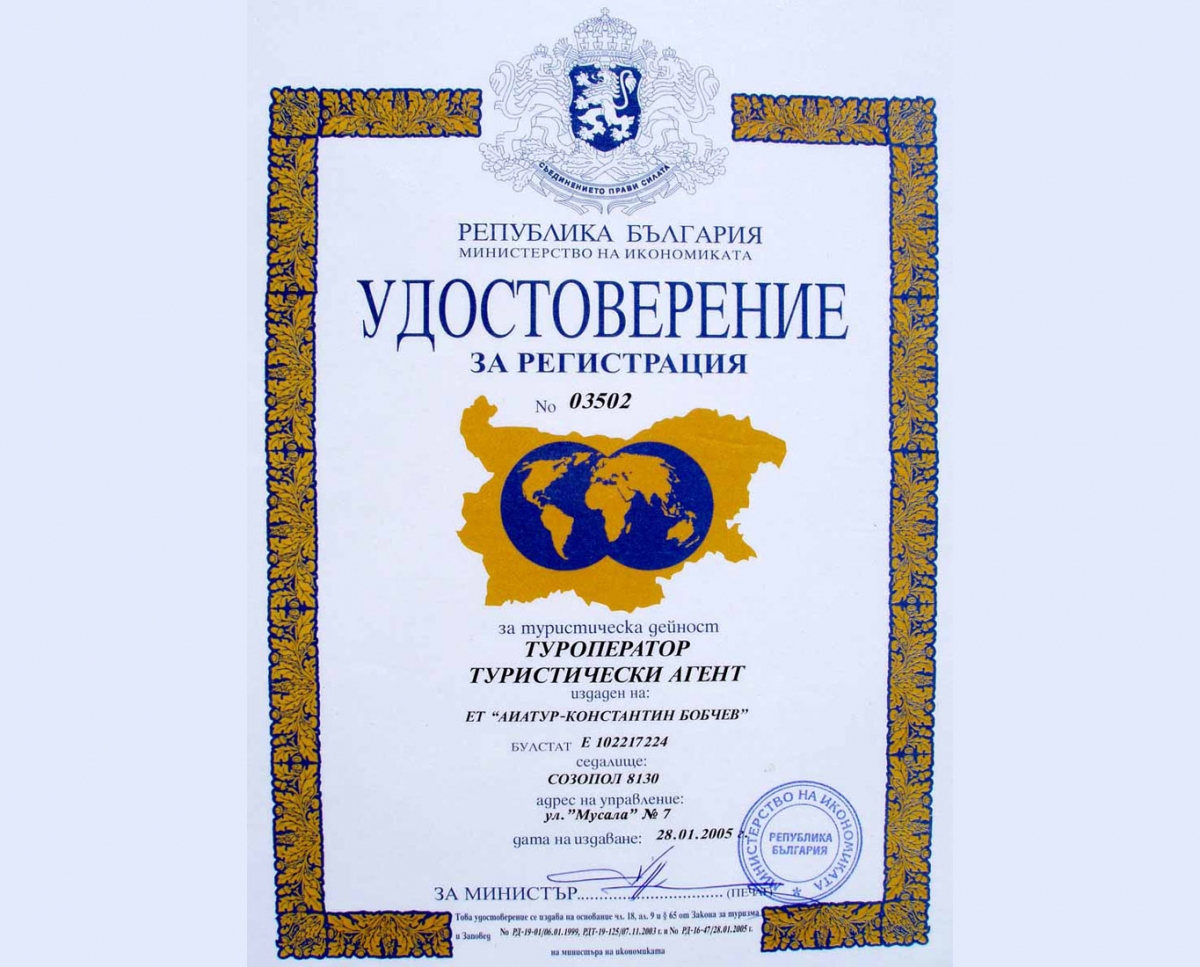 СЪЕДИНЕНИЕТО ПРАВИ СИЛАТА
РЕПУБЛИКА БЪЛГАРИЯ
МИНИСТЕРСТВО НА ИКОНОМИКАТА
УДОСТОВЕРЕНИЕ
ЗА РЕГИСТРАЦИЯ
No 03502
за туристическа дейност
ТУРОПЕРАТОР
ТУРИСТИЧЕСКИ АГЕНТ
издаден на:
ЕТ “АИАТУР-КОНСТАНТИН БОБЧЕВ”
БУЛСТАТ Е 102217224
седалище:
СОЗОПОЛ 8130
адрес на управление:
ул.”Мусала” № 7
дата на издаване: 28.01.2005 г.
МИНИСТЕРСТВО НА ИКОНОМИКАТА
РЕПУБЛИКА
БЪЛГАРИЯ
ЗА МИНИСТЪР.............................. (ПЕЧАТ)
Това удостоверение се издава на основание чл. 18, ал. 9 и § 65 от Закона за туризма.
и Заповед No РД-19-01/06.01.1999, РДТ-19-125/07.11.2003 г. и No РД-16-47/28.01.2005 г.
на министъра на икономиката